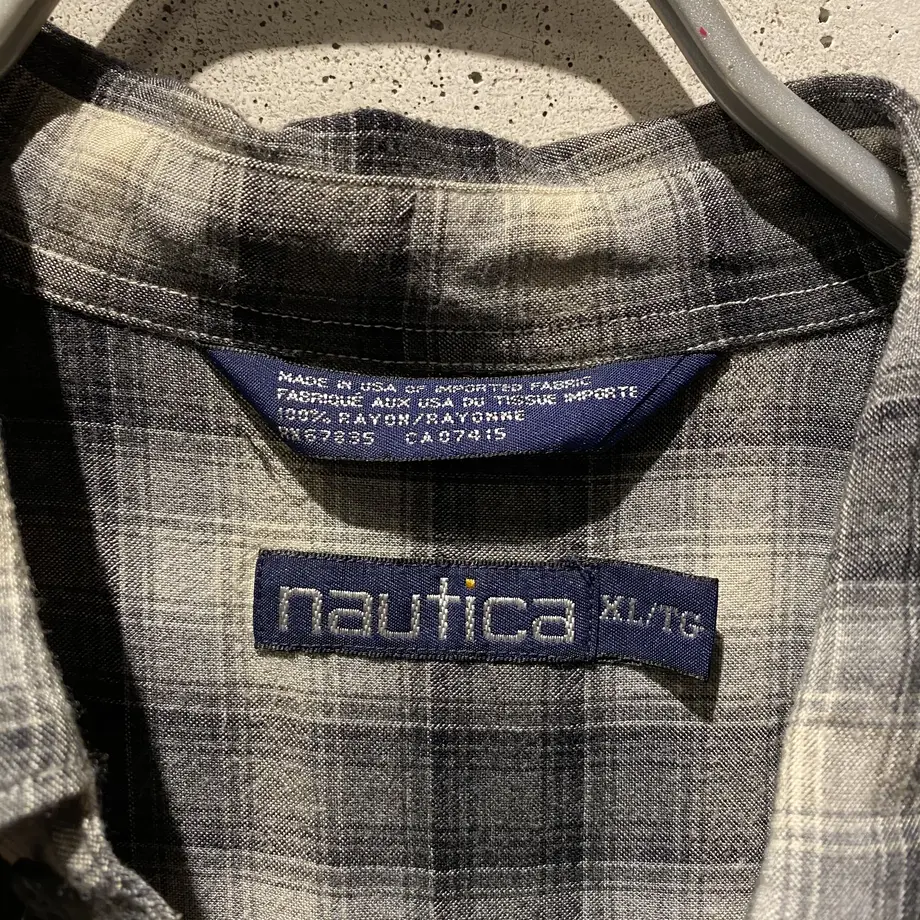 MADE IN USA OF IMPORTED FABRIC
FABRIQUÉ AUX USA DU TISSUE IMPORTE
100% RAYON/RAYONNE
RN67835 CA07415
nautica XL/TG